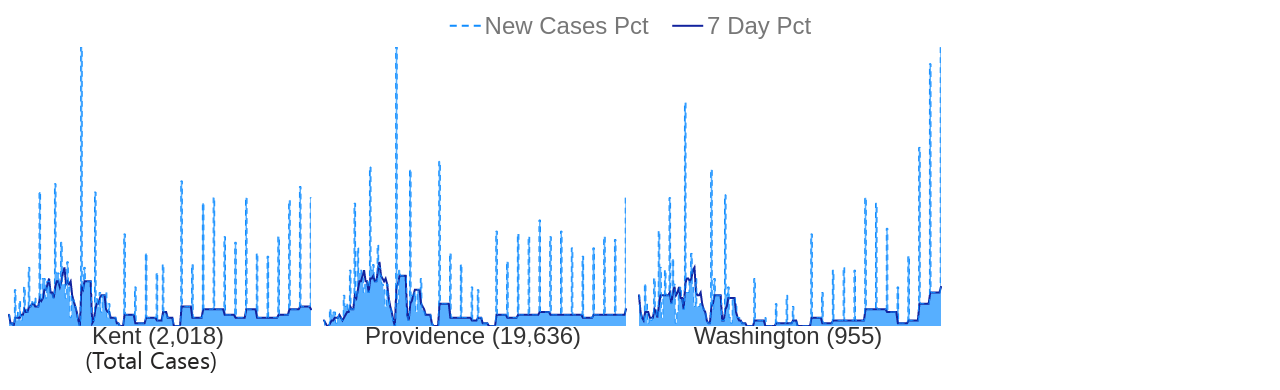 New Cases Pct 7 Day Pct
Kent (2,018) Providence (19,636) Washington (955)
(Total Cases)